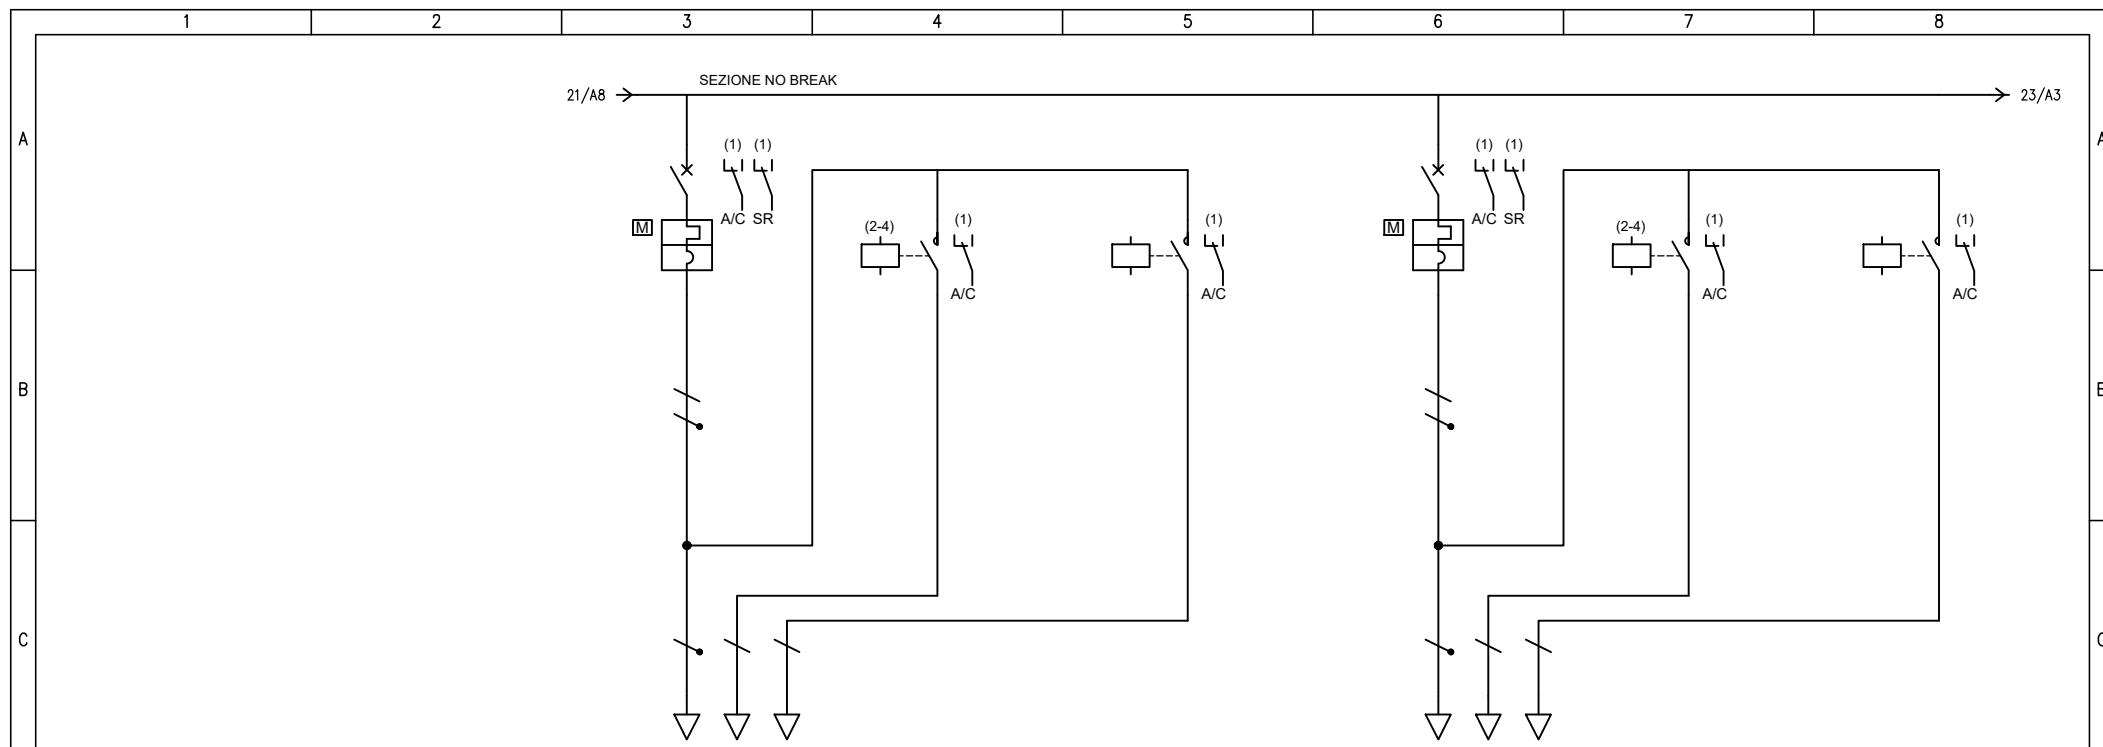 1 2 3 4 5 6 7 8
SEZIONE NO BREAK
21/A8 23/A3
A A
(1) (1) (1) (1)
A/C SR A/C SR
M (2-4) (1) (1) M (2-4) (1) (1)
A/C A/C A/C A/C
B
C